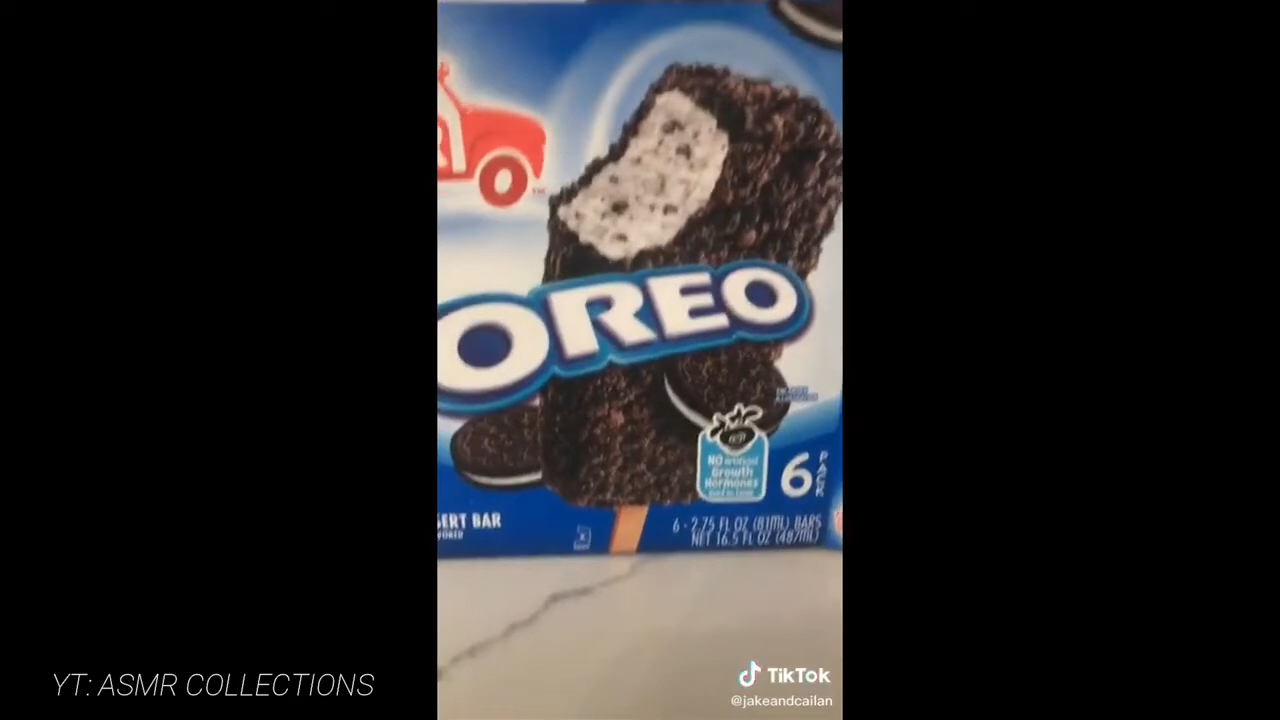 OREO
NO artificial
Growth
Hormones
6
PACK
SERT BAR
6 - 2.75 FL OZ (81ML) BARS
NET 16.5 FL OZ (487ML)
YT: ASMR COLLECTIONS
TikTok
@jakeandcailan